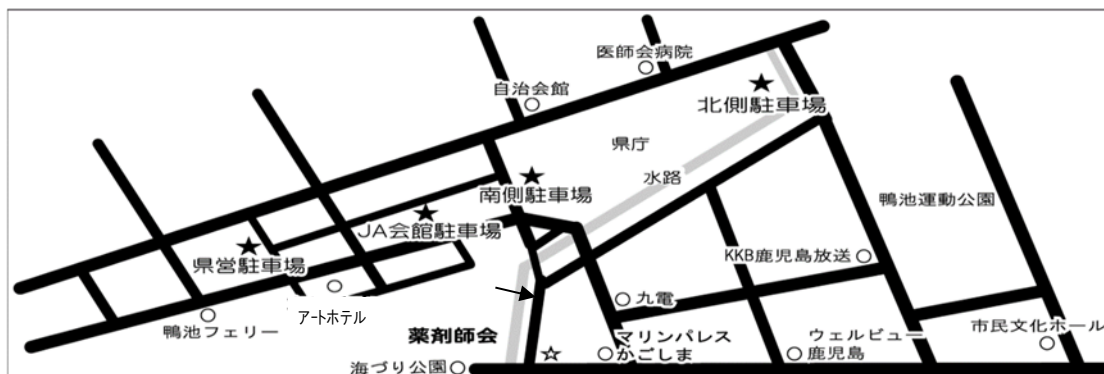 医師会病院
自治会館
★
北側駐車場
県庁
水路
★
南側駐車場
鴨池運動公園
★
JA会館駐車場
★
県営駐車場
KKB鹿児島放送
鴨池フェリー
アートホテル
九電
薬剤師会
マリンパレス
かごしま
ウェルビュー
鹿児島
市民文化ホール
海づり公園
☆